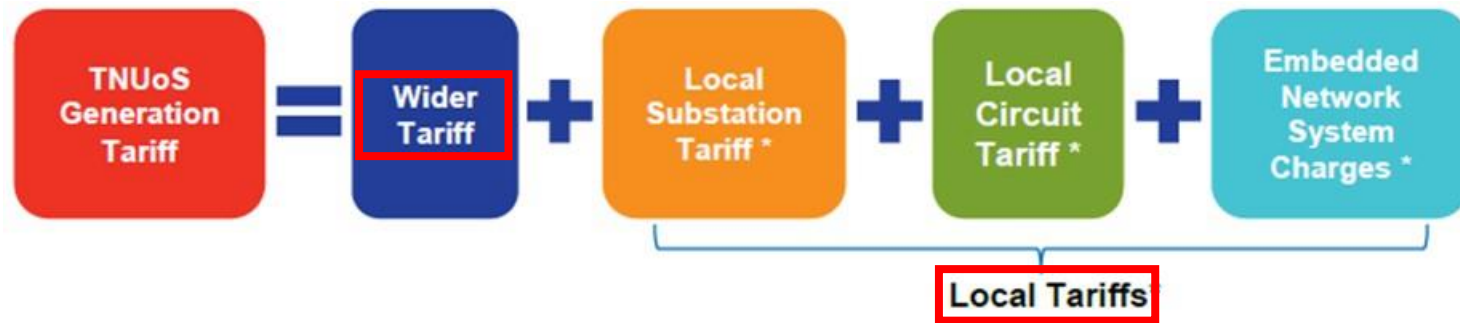 TNUoS
Generation
Tariff
=
Wider
Tariff
+
Local
Substation
Tariff *
+
Local
Circuit
Tariff *
+
Embedded
Network
System
Charges *
Local Tariffs*